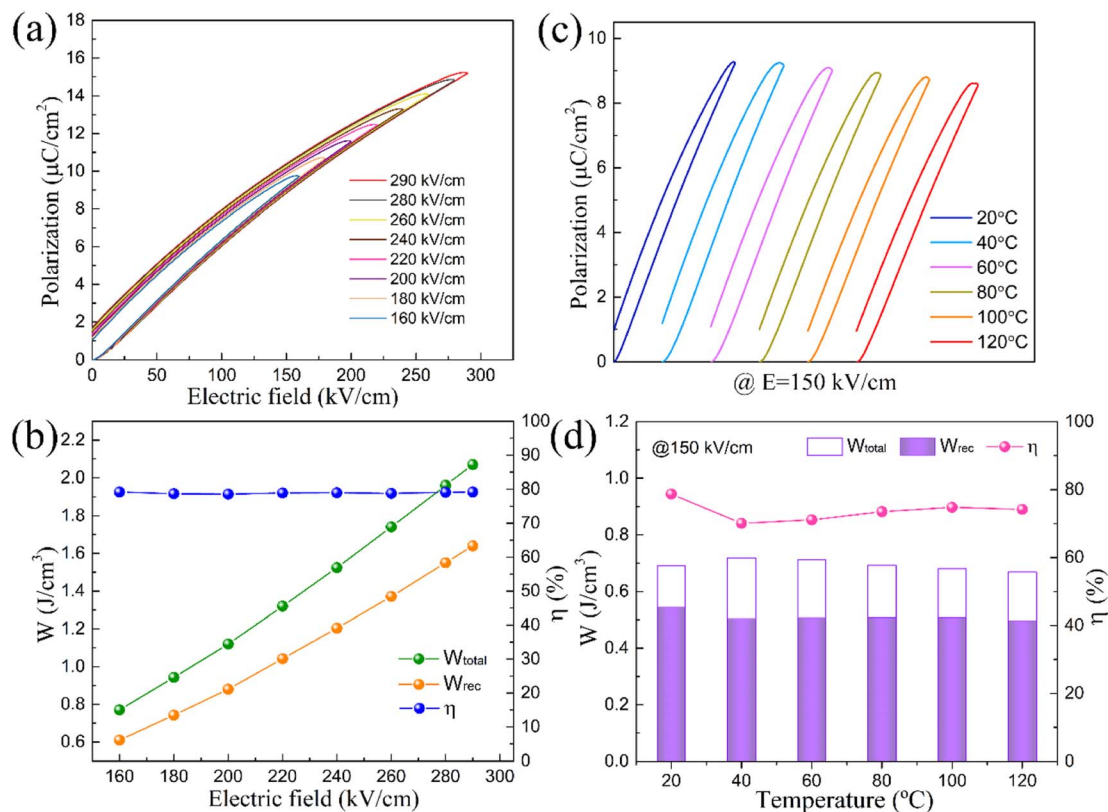 (a)
Polarization (μC/cm²)
18
16
14
12
10
8
6
4
2
0
290 kV/cm
280 kV/cm
260 kV/cm
240 kV/cm
220 kV/cm
200 kV/cm
180 kV/cm
160 kV/cm
0 50 100 150 200 250 300
Electric field (kV/cm)
(c)
Polarization (μC/cm²)
10
8
6
4
2
0
20°C
40°C
60°C
80°C
100°C
120°C
@ E=150 kV/cm
(b)
W (J/cm³)
2.2
2.0
1.8
1.6
1.4
1.2
1.0
0.8
0.6
100
90
80
70
60
50
40
30
20
10
0
η (%)
Wtotal
Wrec
η
160 180 200 220 240 260 280 300
Electric field (kV/cm)
(d)
W (J/cm³)
1.2
1.0
0.8
0.6
0.4
0.2
0.0
@150 kV/cm Wtotal Wrec η
100
80
60
40
20
0
η (%)
20 40 60 80 100 120
Temperature (ºC)